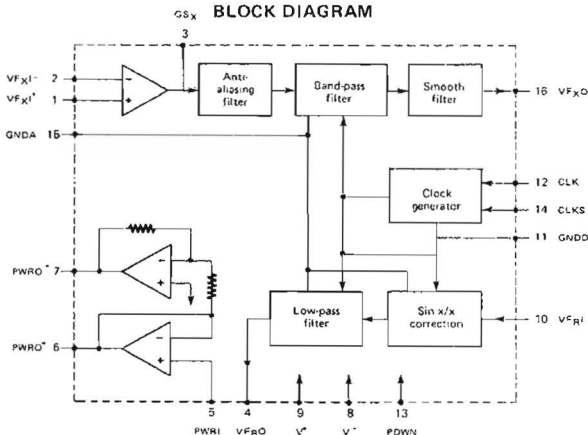 BLOCK DIAGRAM
GSX
3
VFXI- 2
VFXI+ 1
Anti-
aliasing
filter
Band-pass
filter
Smooth
filter
16 VFXO
GNDA 15
Clock
generator
12 CLK
14 CLKS
11 GNDD
PWRO- 7
PWRO+ 6
Low-pass
filter
Sin x/x
correction
10 VFRI
5 4 9 8 13
PWRI VFRO V+ V- PDWN